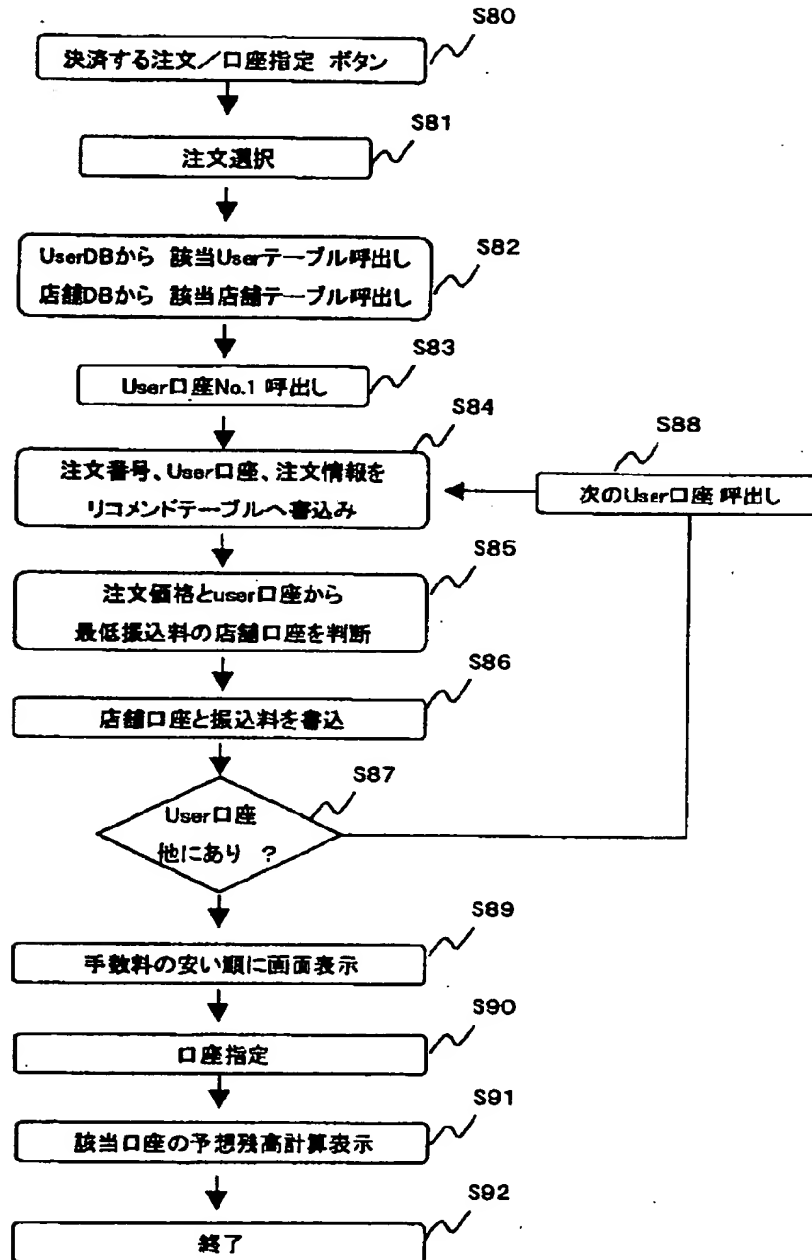 S80
決済する注文／口座指定 ボタン
S81
注文選択
S82
UserDBから 該当Userテーブル呼出し
店舗DBから 該当店舗テーブル呼出し
S83
User口座No.1 呼出し
S84
注文番号、User口座、注文情報を
リコメンドテーブルへ書込み
S88
次のUser口座 呼出し
S85
注文価格とuser口座から
最低振込料の店舗口座を判断
S86
店舗口座と振込料を書込
S87
User口座
他にあり ？
S89
手数料の安い順に画面表示
S90
口座指定
S91
該当口座の予想残高計算表示
S92
終了